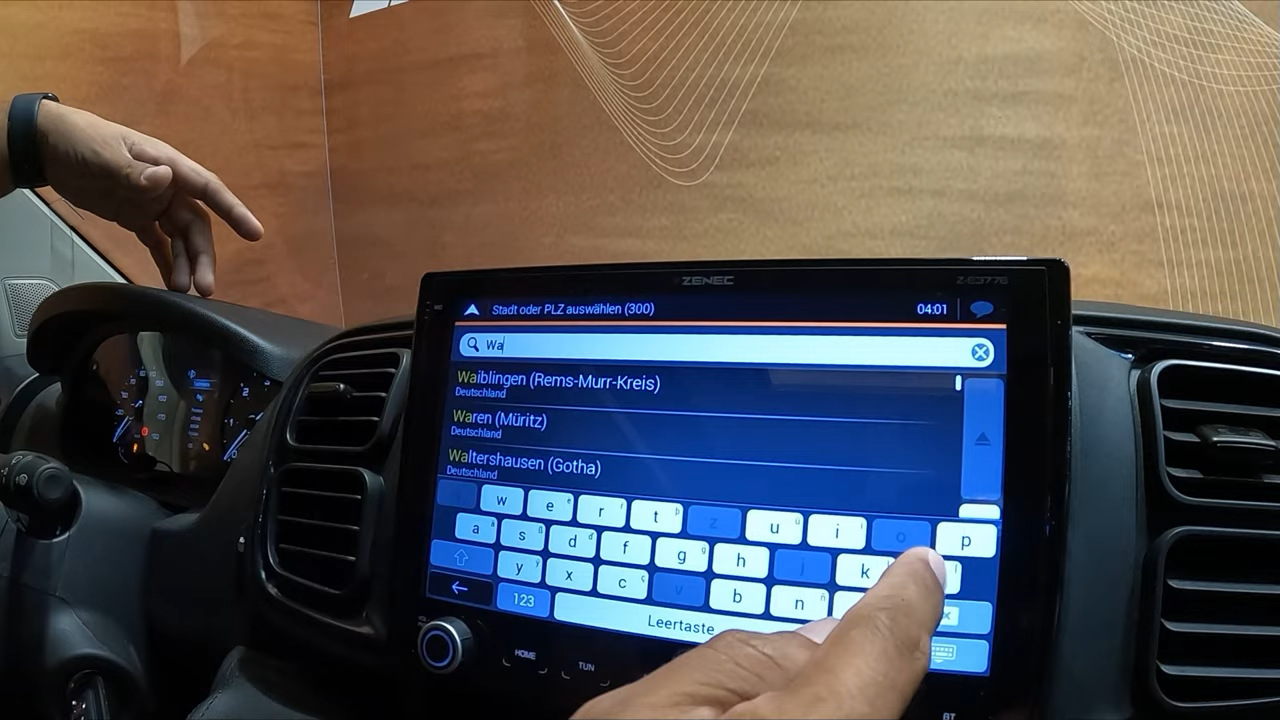 ZENEC
Z-E3776
Stadt oder PLZ auswählen (300)
04:01
Wa
Waiblingen (Rems-Murr-Kreis)
Deutschland
Waren (Müritz)
Deutschland
Waltershausen (Gotha)
Deutschland
w e r t z u i o p
a s d f g h j k
y x c v b n
123
Leertaste
HOME
TUN
BT